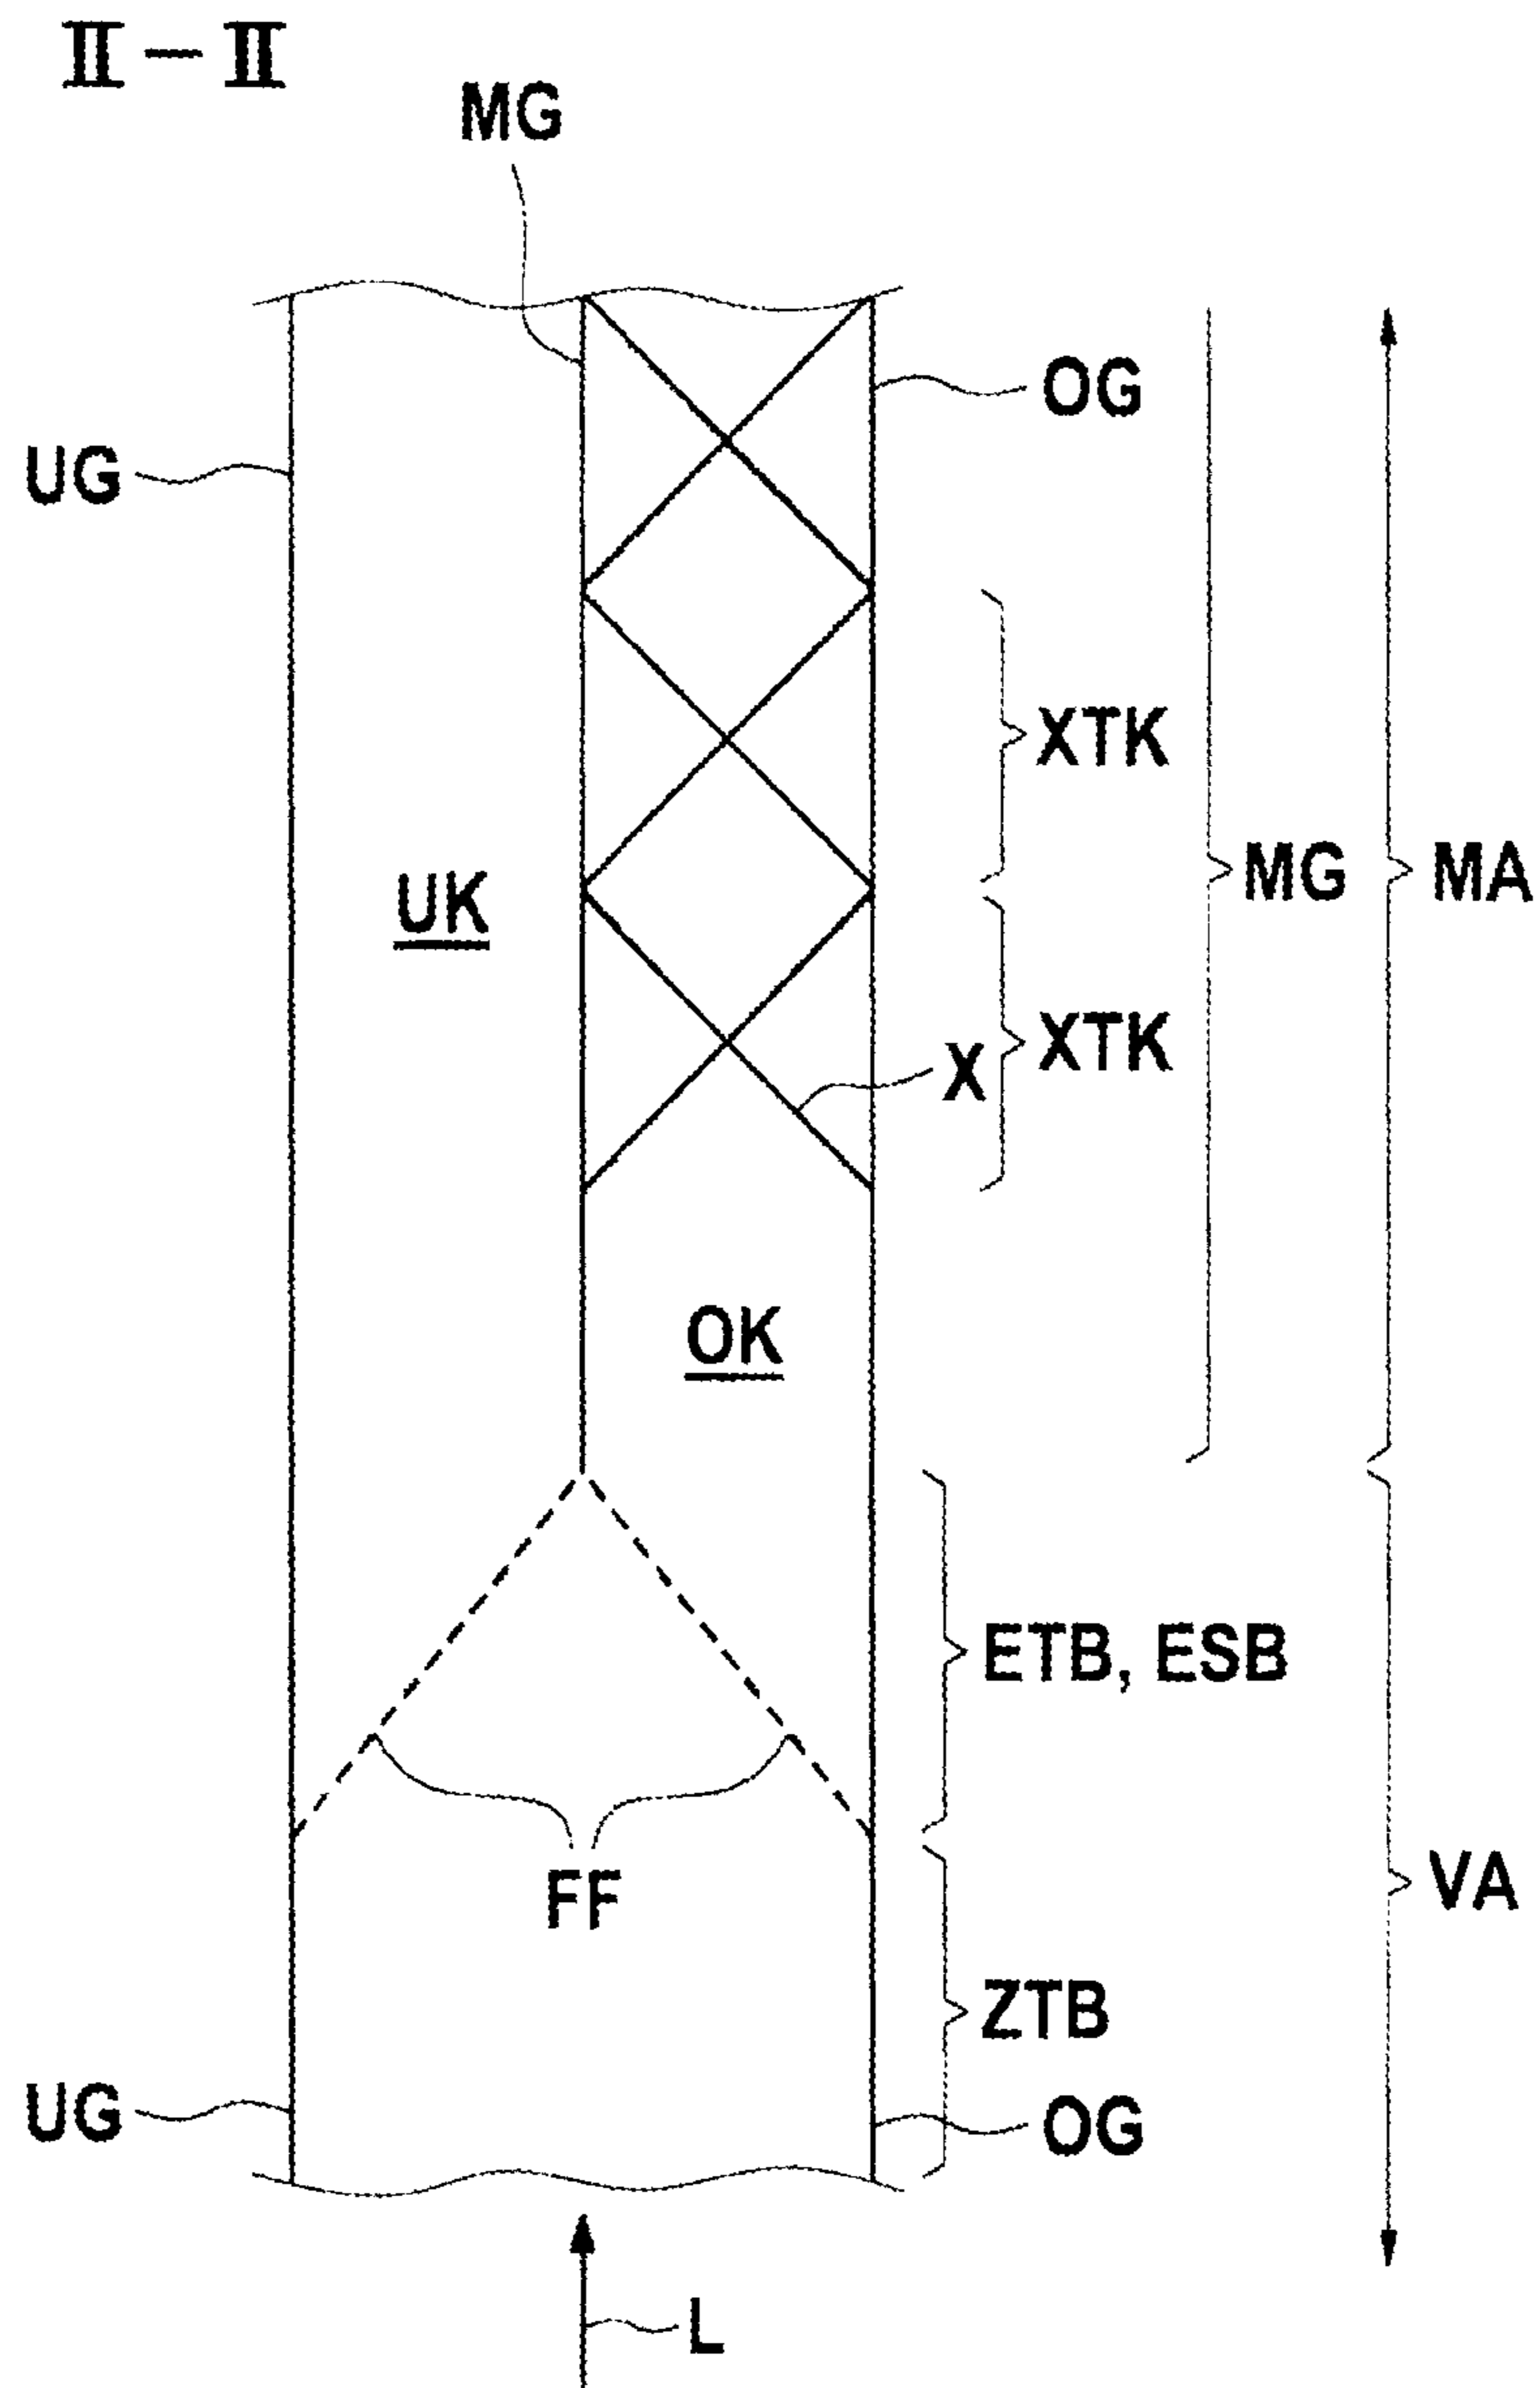 II-II
MG
OG
UG
XTK
MG
MA
UK
XTK
X
OK
ETB, ESB
FF
VA
ZTB
UG
OG
L